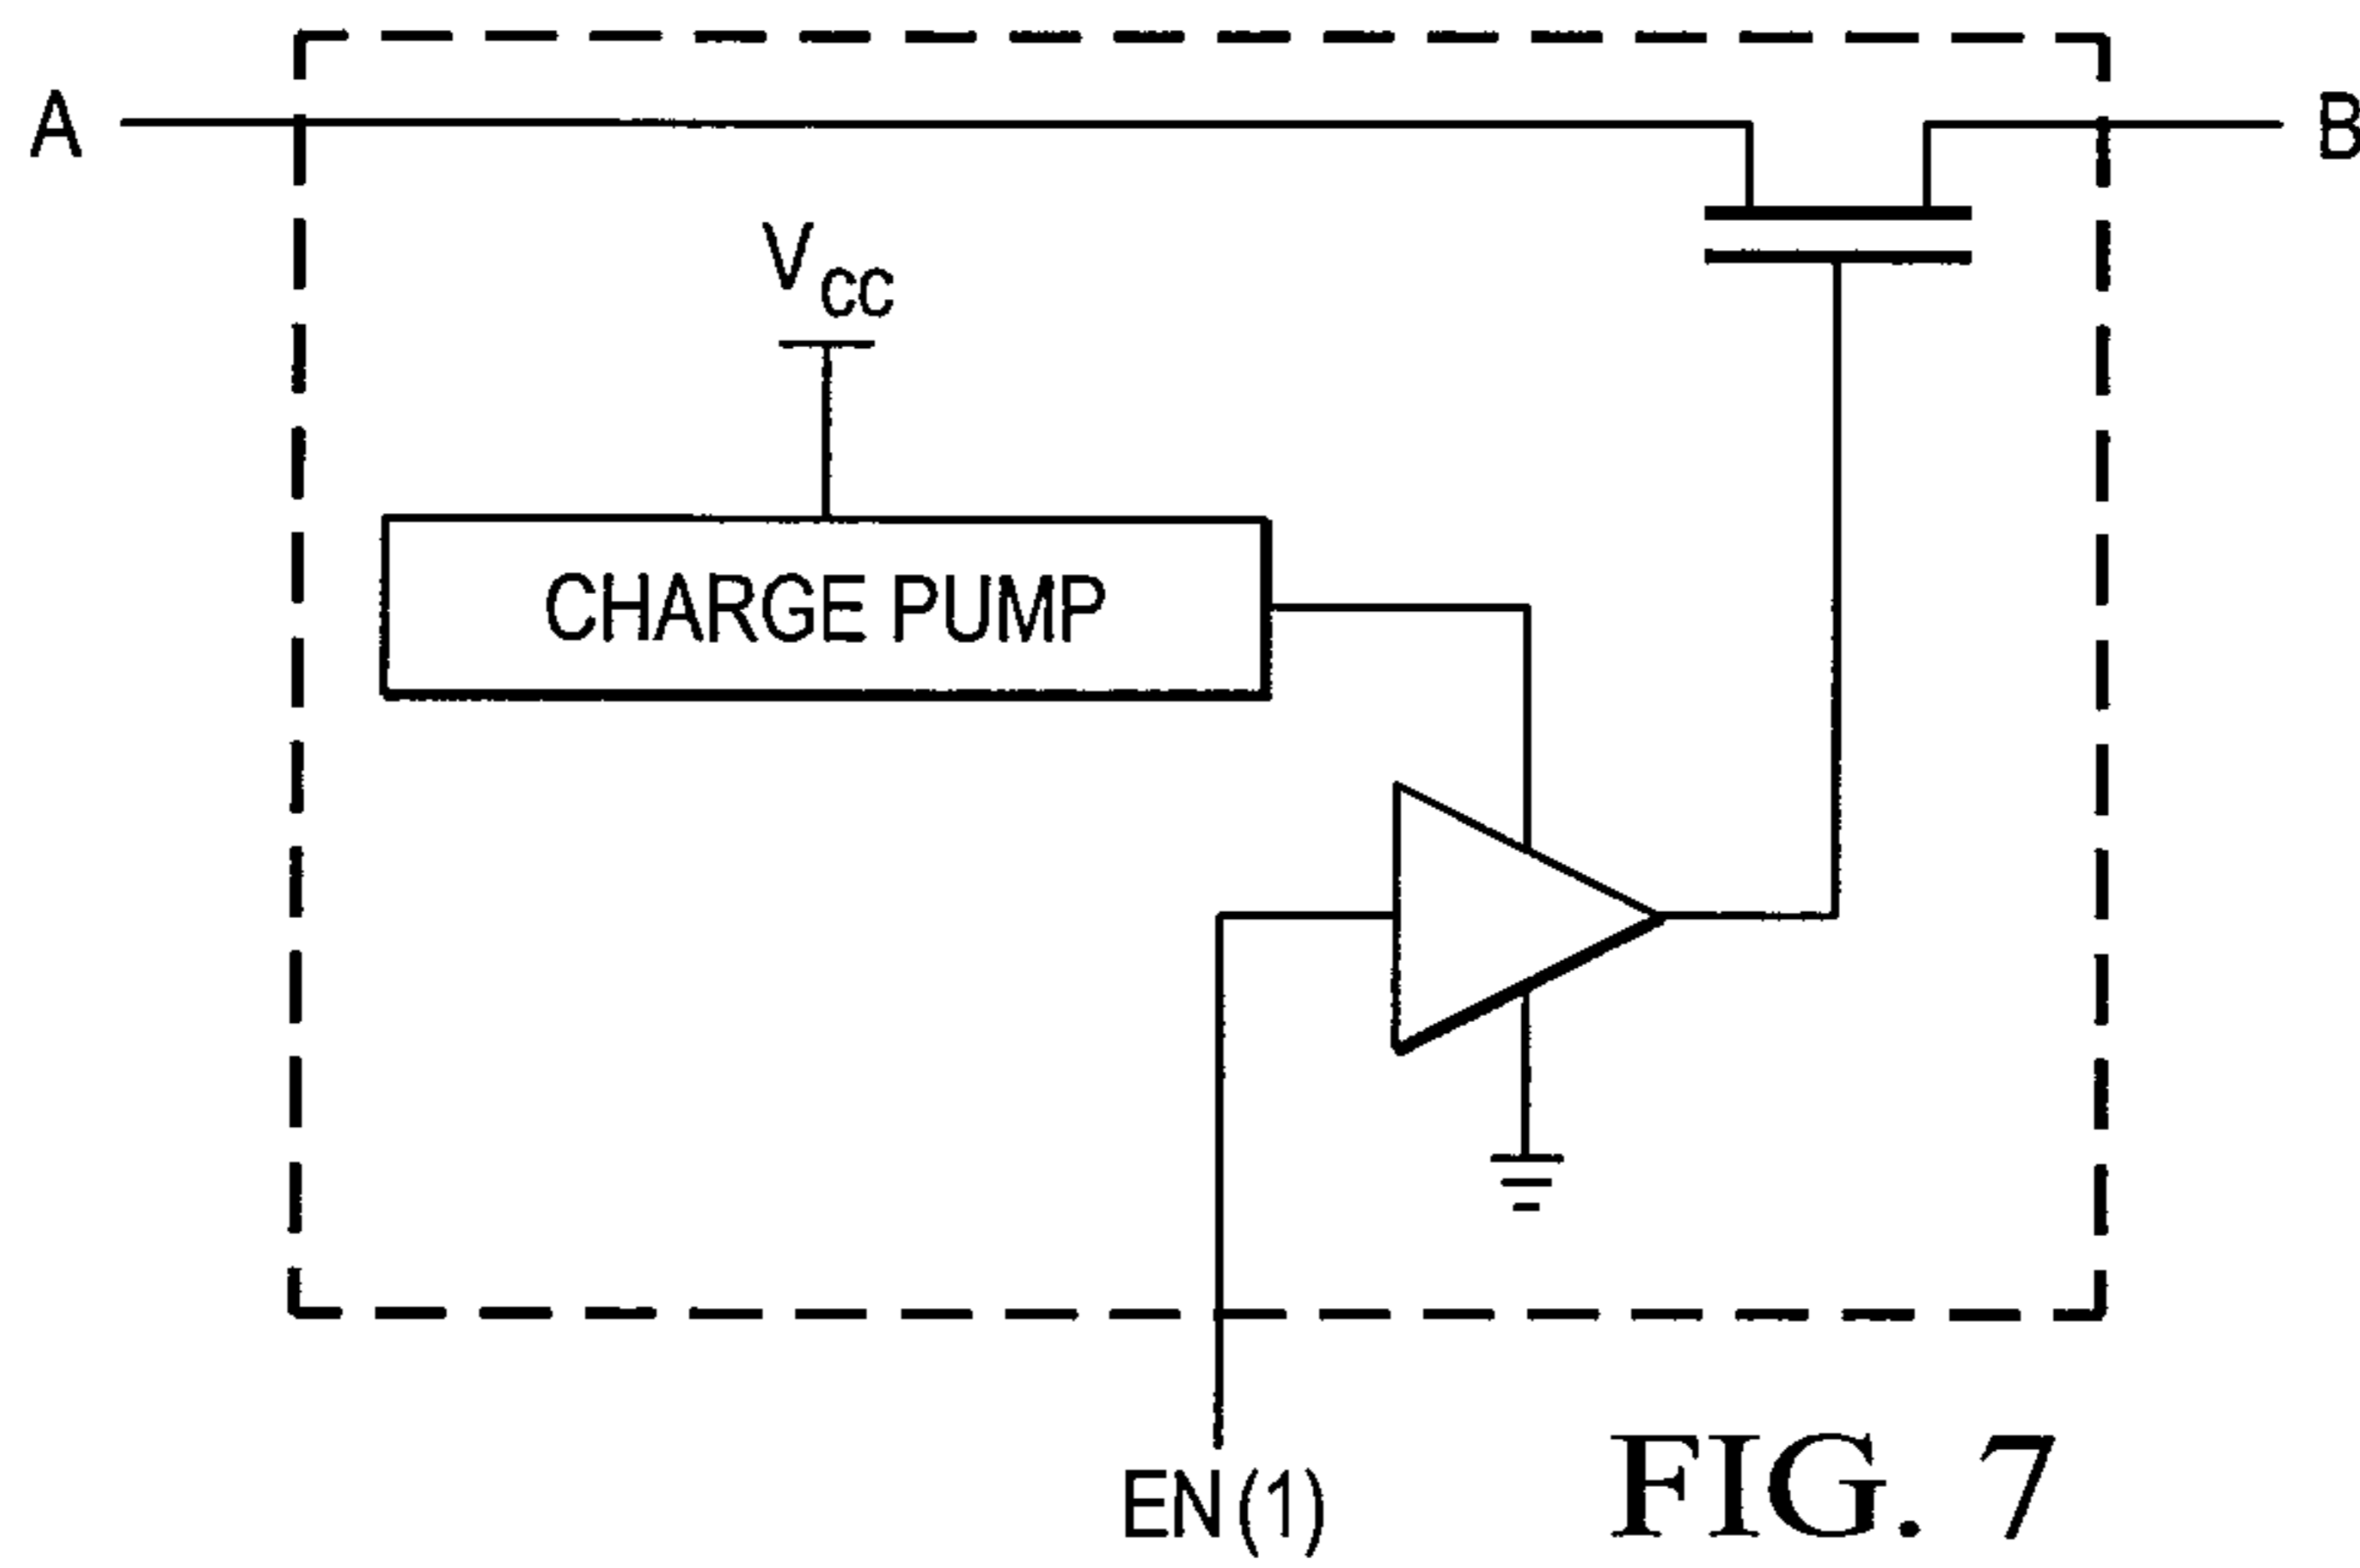 A
B
VCC
CHARGE PUMP
EN(1)
FIG. 7